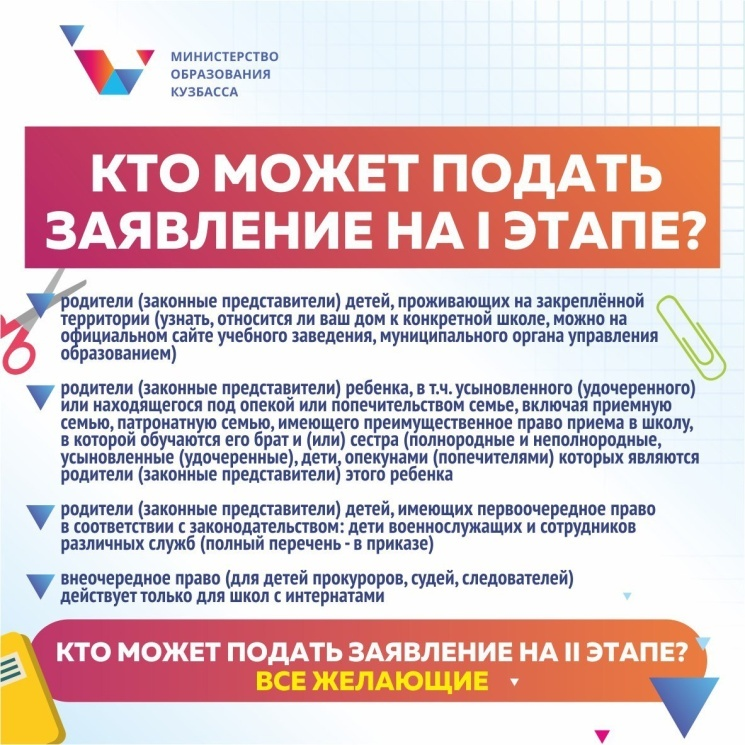 МИНИСТЕРСТВО
ОБРАЗОВАНИЯ
КУЗБАССА
КТО МОЖЕТ ПОДАТЬ
ЗАЯВЛЕНИЕ НА I ЭТАПЕ?
родители (законные представители) детей, проживающих на закреплённой
территории (узнать, относится ли ваш дом к конкретной школе, можно на
официальном сайте учебного заведения, муниципального органа управления
образованием)
родители (законные представители) ребенка, в т.ч. усыновленного (удочеренного)
или находящегося под опекой или попечительством семье, включая приемную
семью, патронатную семью, имеющего преимущественное право приема в школу,
в которой обучаются его брат и (или) сестра (полнородные и неполнородные,
усыновленные (удочеренные), дети, опекунами (попечителями) которых являются
родители (законные представители) этого ребенка
родители (законные представители) детей, имеющих первоочередное право
в соответствии с законодательством: дети военнослужащих и сотрудников
различных служб (полный перечень - в приказе)
внеочередное право (для детей прокуроров, судей, следователей)
действует только для школ с интернатами
КТО МОЖЕТ ПОДАТЬ ЗАЯВЛЕНИЕ НА II ЭТАПЕ?
ВСЕ ЖЕЛАЮЩИЕ